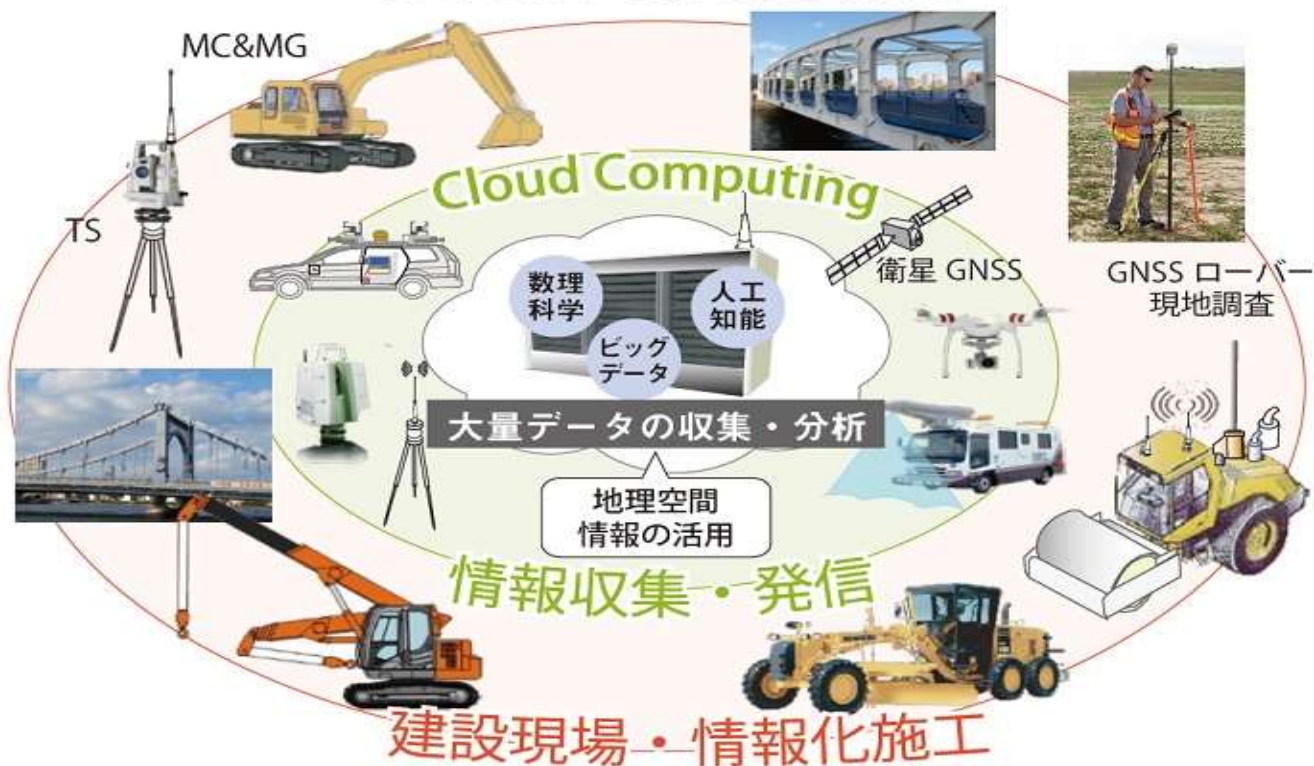 MC&MG
TS
Cloud Computing
数理
科学
人工
知能
ビッグ
データ
衛星 GNSS
GNSS ローバー
現地調査
大量データの収集・分析
地理空間
情報の活用
情報収集・発信
建設現場・情報化施工